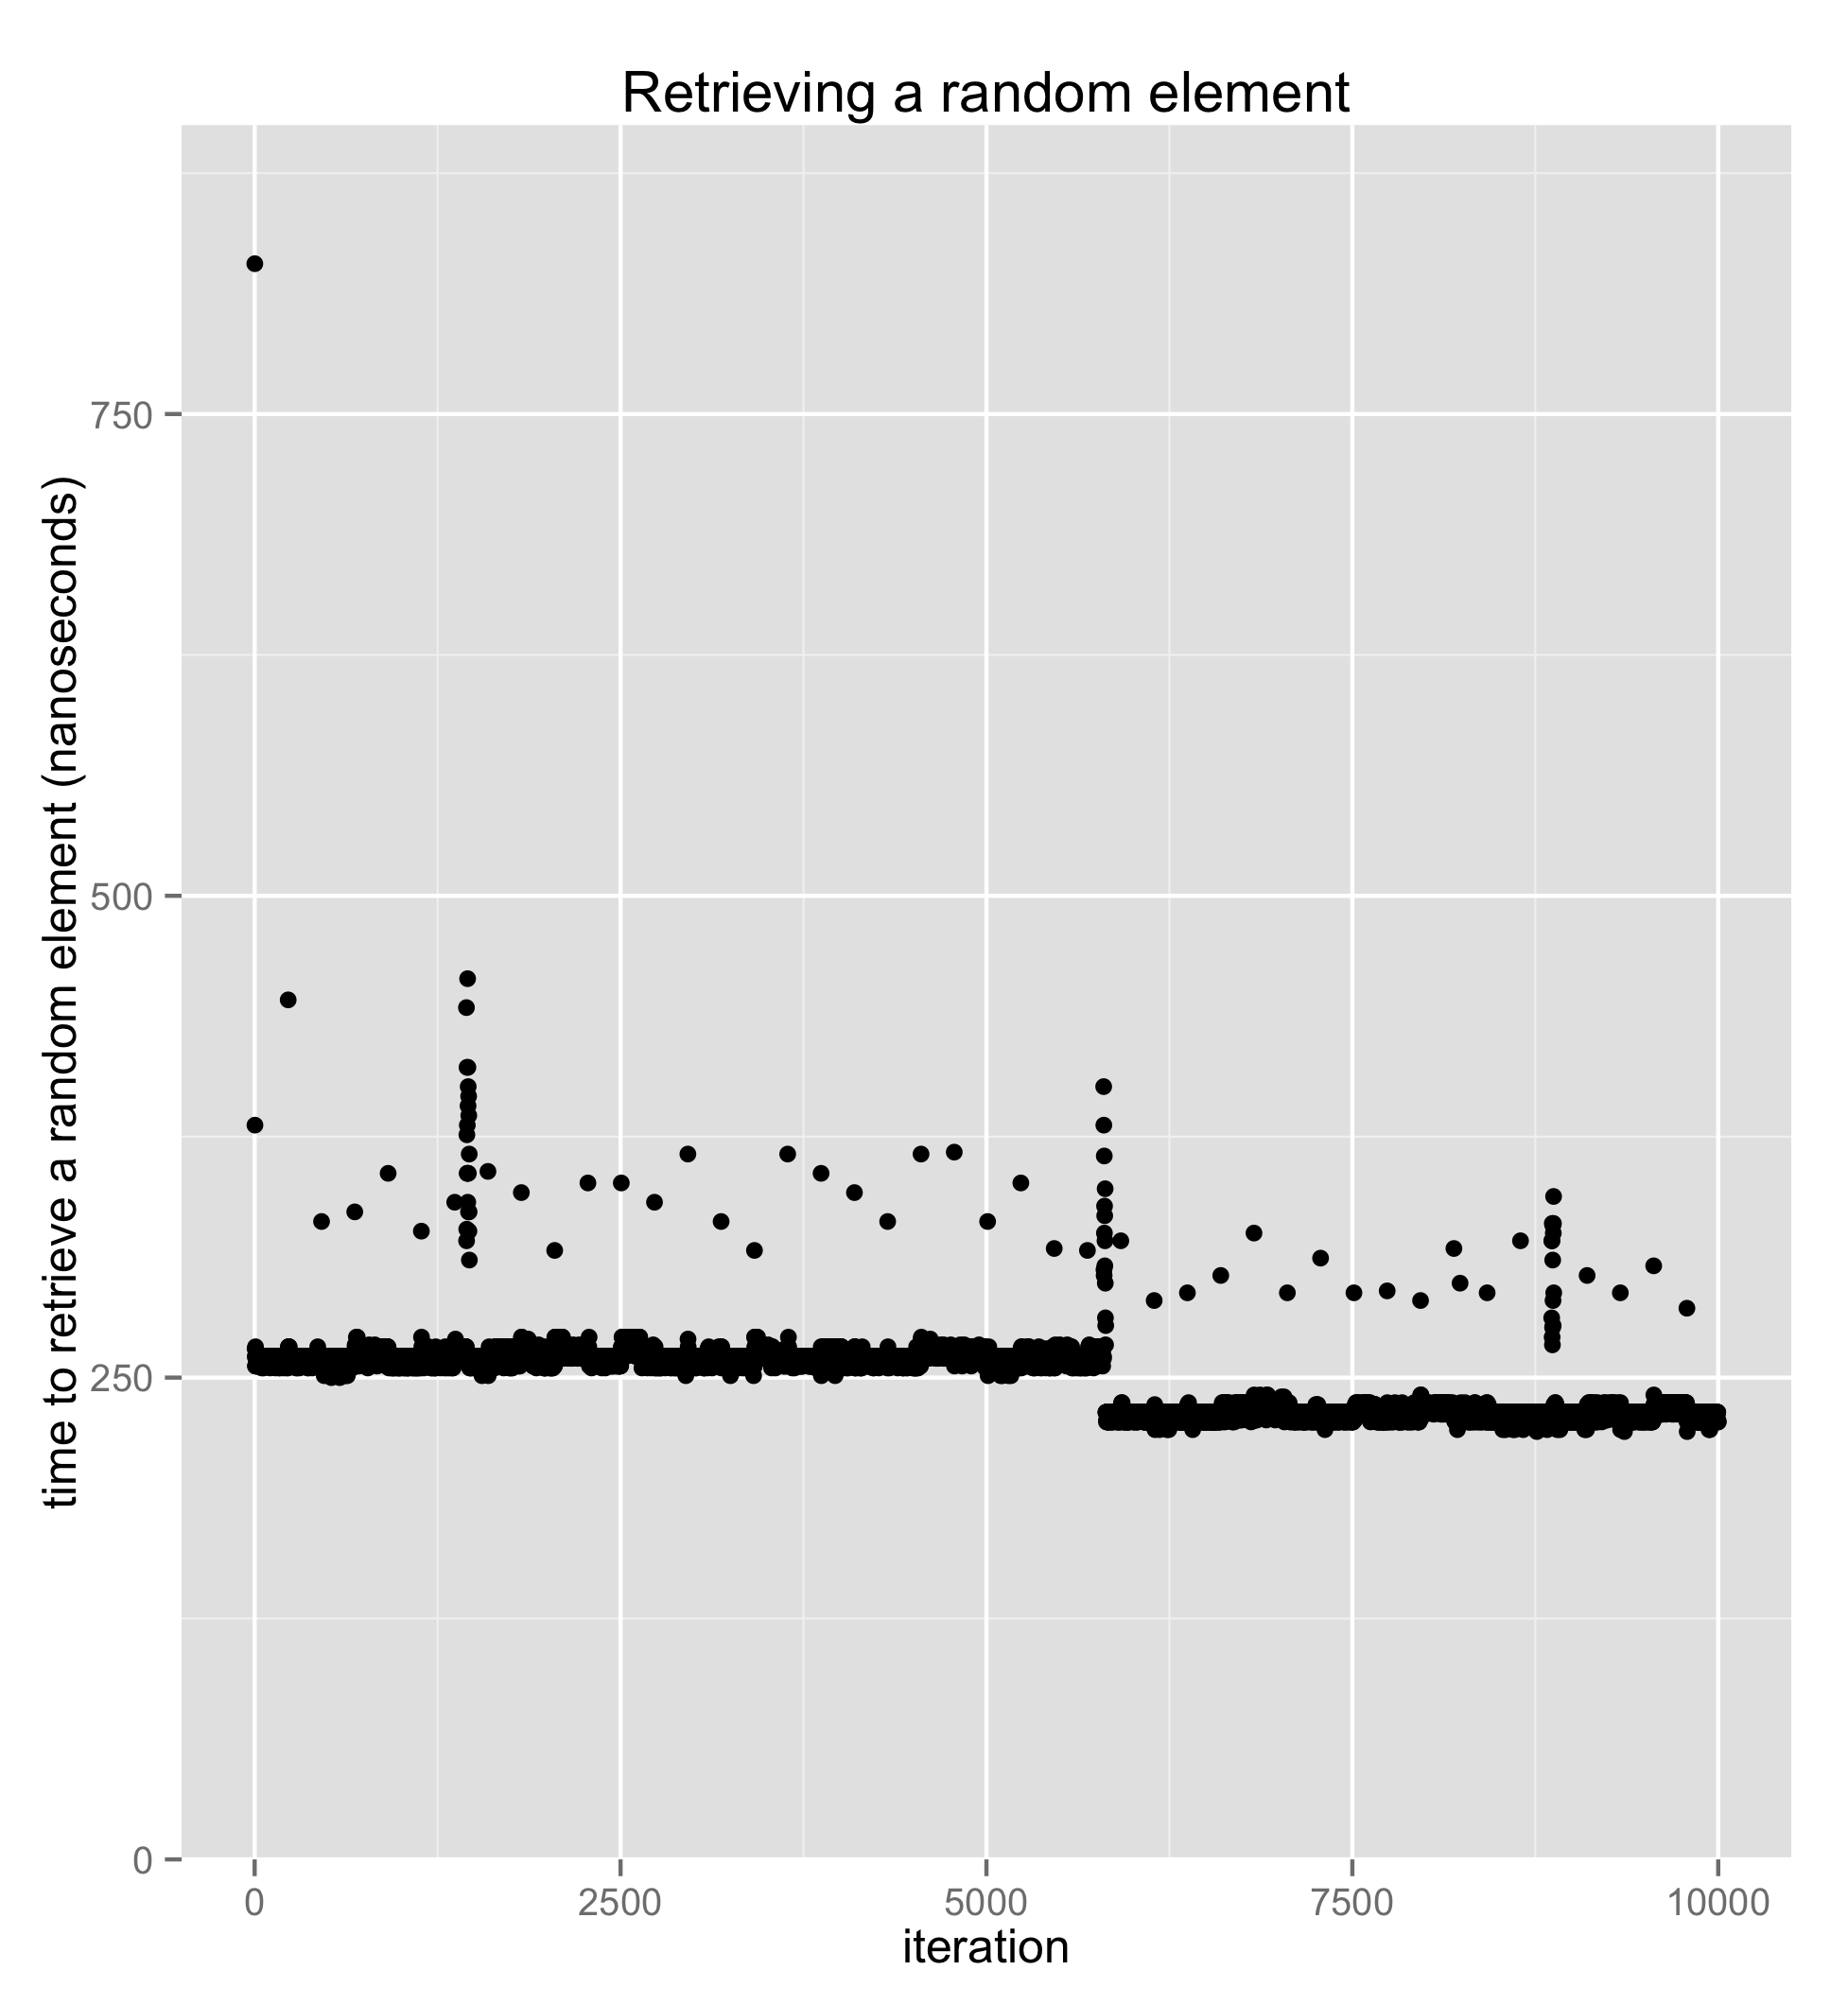 Retrieving a random element
time to retrieve a random element (nanoseconds)
750
500
250
0
0 2500 5000 7500 10000
iteration